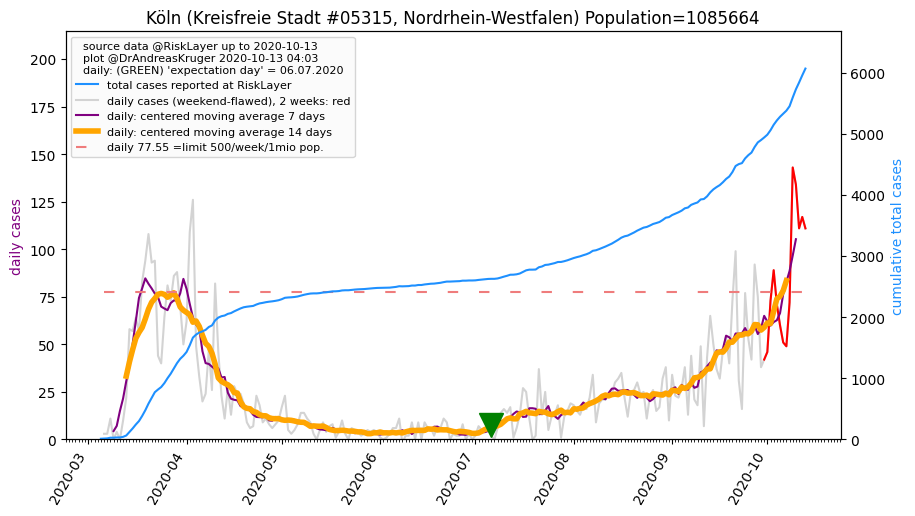 Köln (Kreisfreie Stadt #05315, Nordrhein-Westfalen) Population=1085664
source data @RiskLayer up to 2020-10-13
plot @DrAndreasKruger 2020-10-13 04:03
daily: (GREEN) 'expectation day' = 06.07.2020
total cases reported at RiskLayer
daily cases (weekend-flawed), 2 weeks: red
daily: centered moving average 7 days
daily: centered moving average 14 days
daily 77.55 =limit 500/week/1mio pop.
daily cases
200
175
150
125
100
75
50
25
0
6000
5000
4000
3000
2000
1000
0
cumulative total cases
2020-03
2020-04
2020-05
2020-06
2020-07
2020-08
2020-09
2020-10